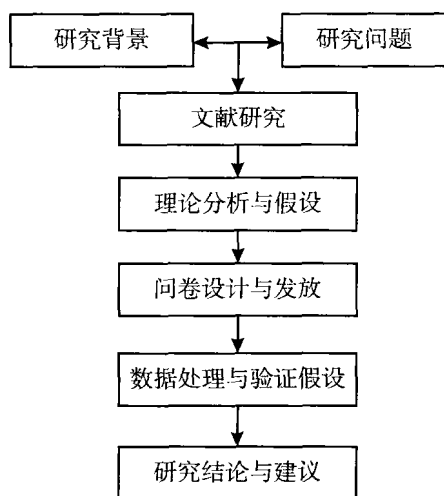 研究背景
研究问题
文献研究
理论分析与假设
问卷设计与发放
数据处理与验证假设
研究结论与建议